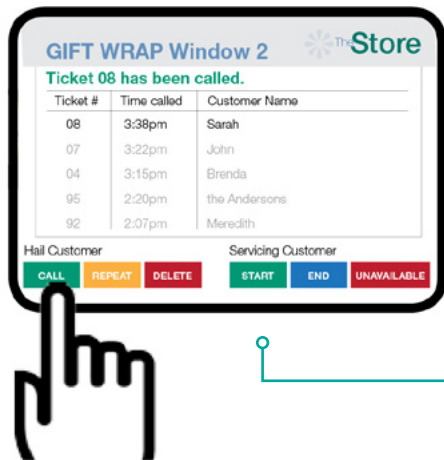 GIFT WRAP Window 2 TheStore
Ticket 08 has been called.
Ticket # Time called Customer Name
08 3:38pm Sarah
07 3:22pm John
04 3:15pm Brenda
95 2:20pm the Andersons
92 2:07pm Meredith
Hail Customer Servicing Customer
CALL REPEAT DELETE START END UNAVAILABLE